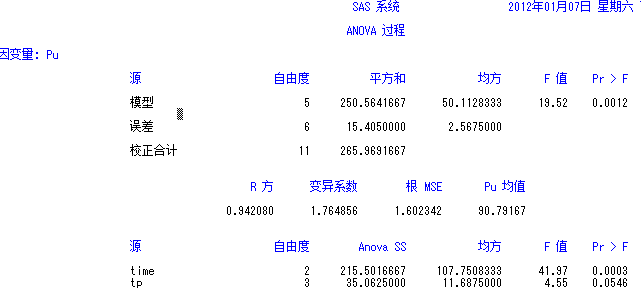 SAS 系统 2012年01月07日 星期六
ANOVA 过程
因变量: Pu
源 自由度 平方和 均方 F 值 Pr > F
模型 5 250.5641667 50.1128333 19.52 0.0012
误差 6 15.4050000 2.5675000
校正合计 11 265.9691667
R 方 变异系数 根 MSE Pu 均值
0.942080 1.764856 1.602342 90.79167
源 自由度 Anova SS 均方 F 值 Pr > F
time 2 215.5016667 107.7508333 41.97 0.0003
tp 3 35.0625000 11.6875000 4.55 0.0546